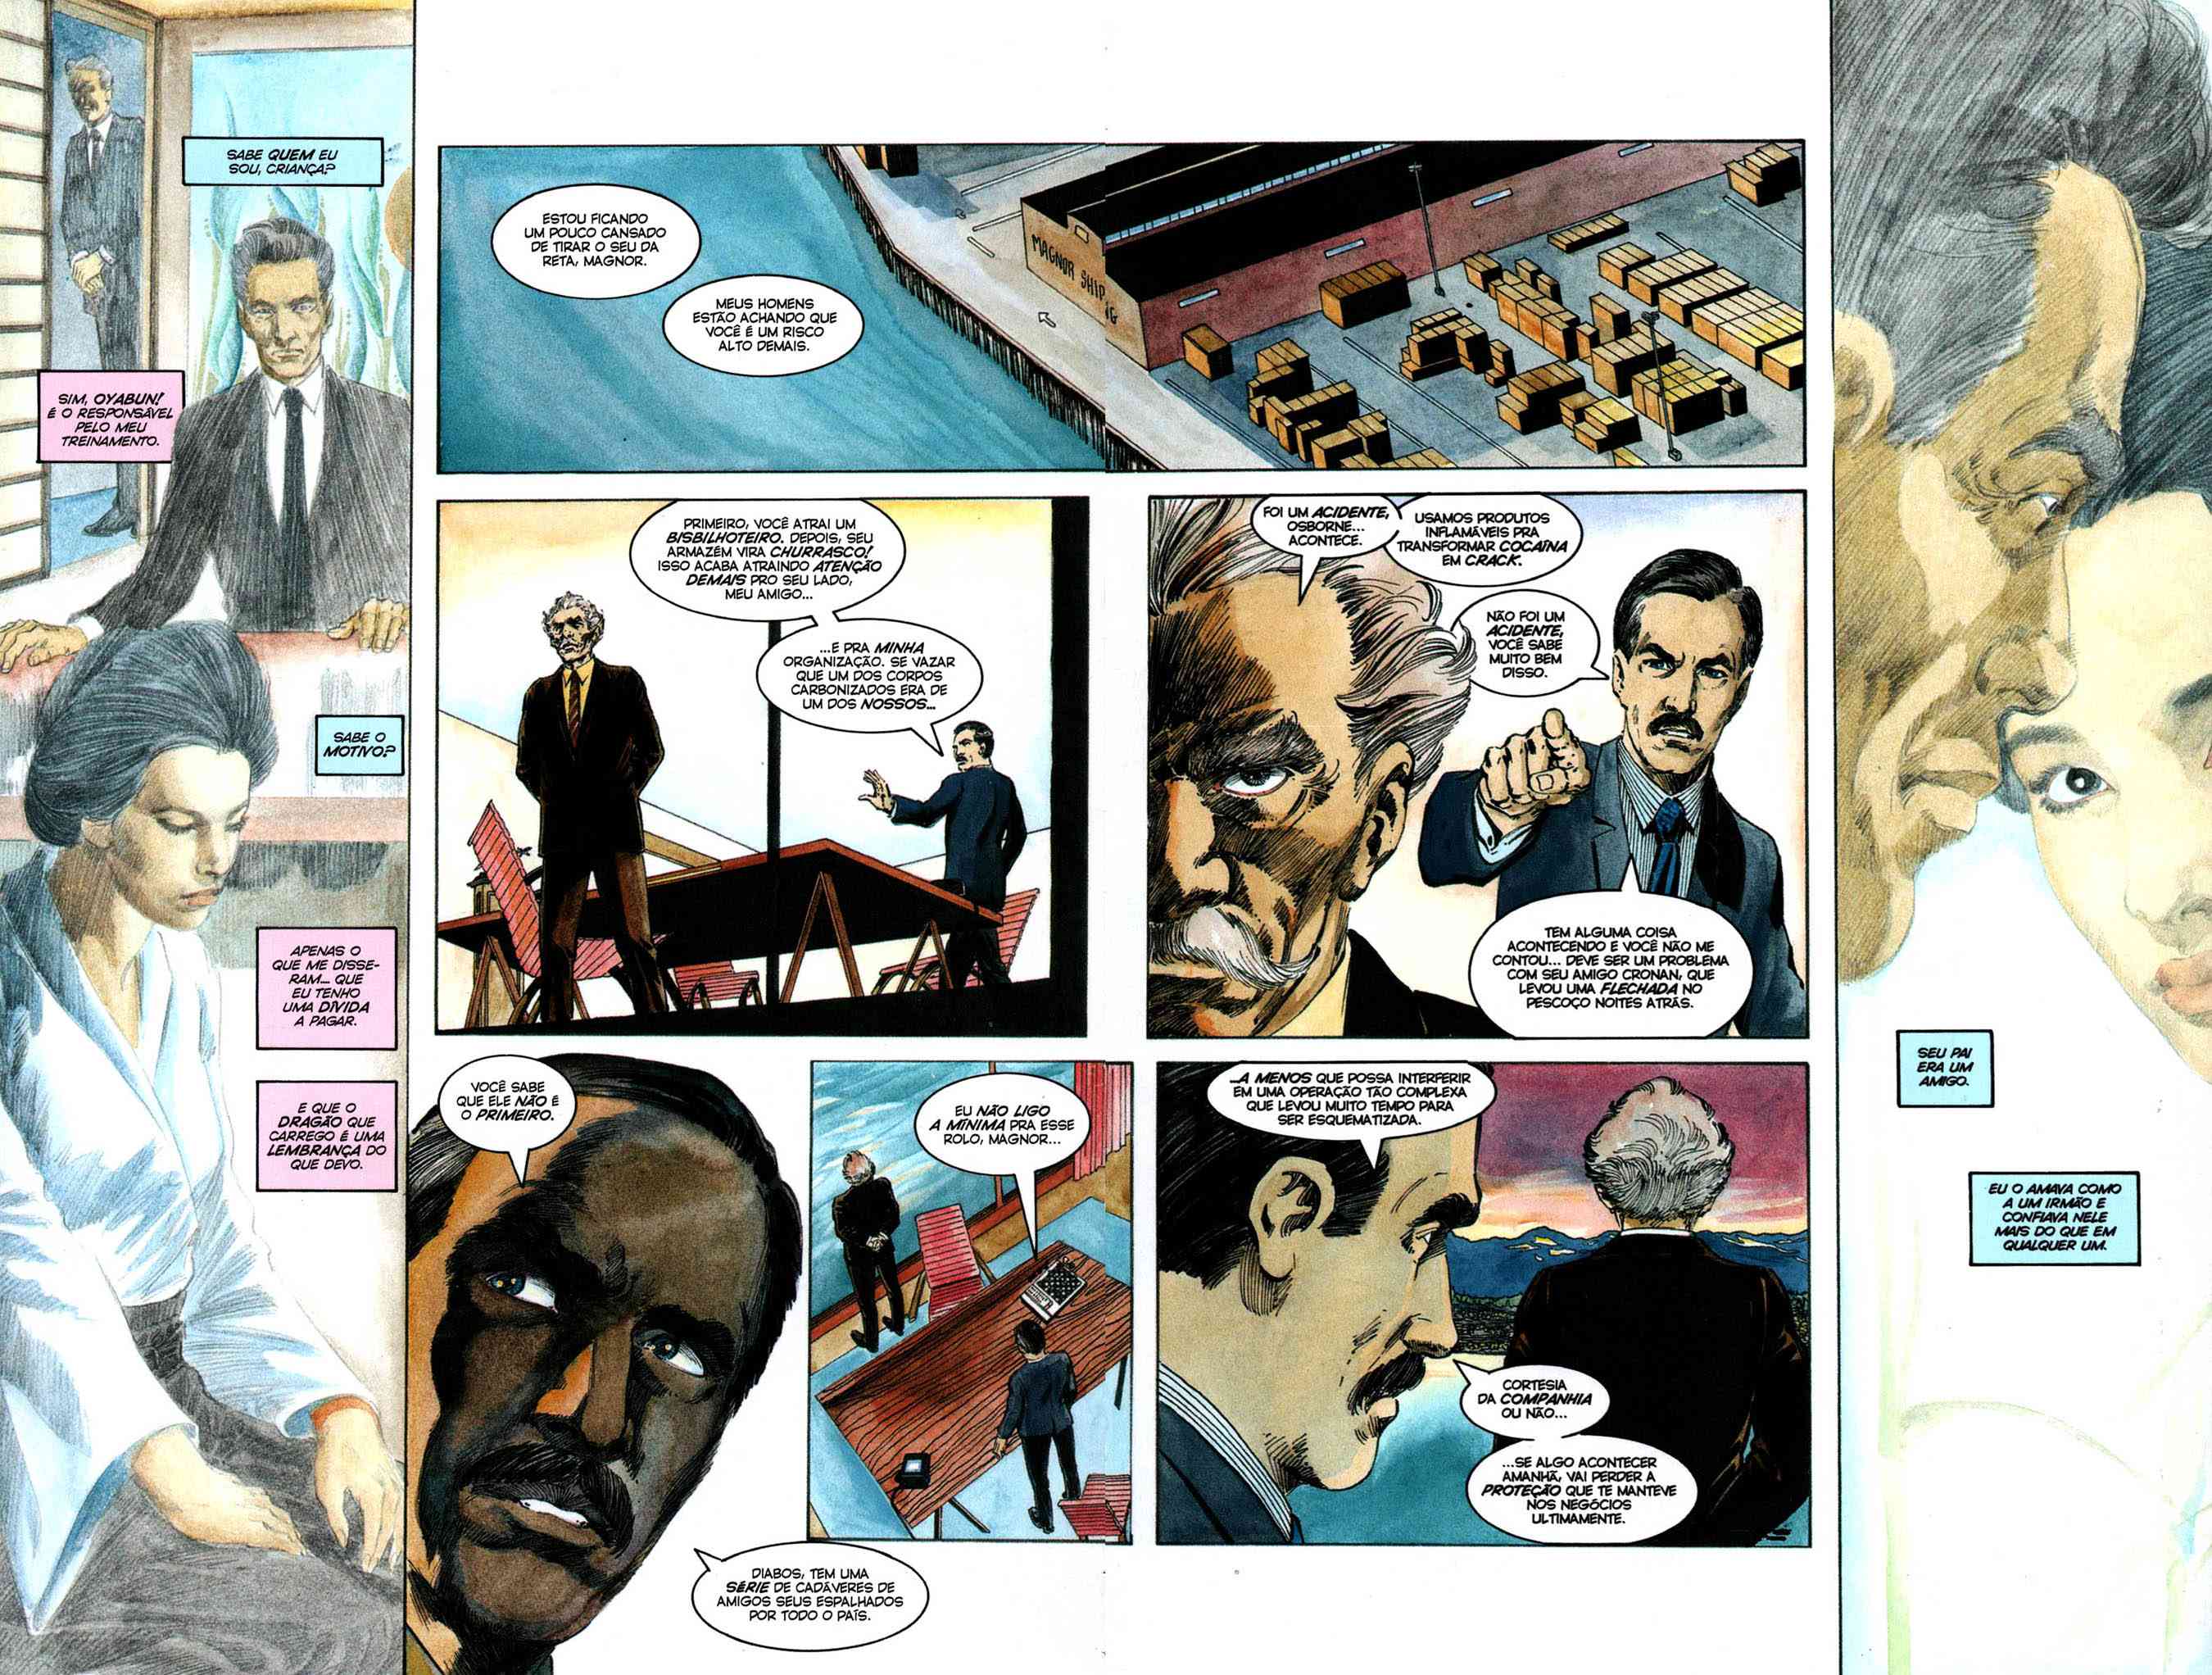 SABE QUEM EU
SOU, CRIANÇA?
SIM, OYABUN!
É O RESPONSÁVEL
PELO MEU
TREINAMENTO.
SABE O
MOTIVO?
APENAS O
QUE ME DISSE-
RAM... QUE
EU TENHO
UMA DÍVIDA
A PAGAR.
E QUE O
DRAGÃO QUE
CARREGO É UMA
LEMBRANÇA DO
QUE DEVO.
ESTOU FICANDO
UM POUCO CANSADO
DE TIRAR O SEU DA
RETA, MAGNOR.
MEUS HOMENS
ESTÃO ACHANDO QUE
VOCÊ É UM RISCO
ALTO DEMAIS.
MAGNOR SHIP
IG
PRIMEIRO, VOCÊ ATRAI UM
BISBILHOTEIRO. DEPOIS, SEU
ARMAZÉM VIRA CHURRASCO!
ISSO ACABA ATRAINDO ATENÇÃO
DEMAIS PRO SEU LADO,
MEU AMIGO...
...E PRA MINHA
ORGANIZAÇÃO. SE VAZAR
QUE UM DOS CORPOS
CARBONIZADOS ERA DE
UM DOS NOSSOS...
FOI UM ACIDENTE,
OSBORNE...
ACONTECE.
USAMOS PRODUTOS
INFLAMÁVEIS PRA
TRANSFORMAR COCAÍNA
EM CRACK.
NÃO FOI UM
ACIDENTE,
VOCÊ SABE
MUITO BEM
DISSO.
TEM ALGUMA COISA
ACONTECENDO E VOCÊ NÃO ME
CONTOU... DEVE SER UM PROBLEMA
COM SEU AMIGO CRONAN, QUE
LEVOU UMA FLECHADA NO
PESCOÇO NOITES ATRÁS.
VOCÊ SABE
QUE ELE NÃO É
O PRIMEIRO.
DIABOS, TEM UMA
SÉRIE DE CADÁVERES DE
AMIGOS SEUS ESPALHADOS
POR TODO O PAÍS.
EU NÃO LIGO
A MÍNIMA PRA ESSE
ROLO, MAGNOR...
...A MENOS QUE POSSA INTERFERIR
EM UMA OPERAÇÃO TÃO COMPLEXA
QUE LEVOU MUITO TEMPO PARA
SER ESQUEMATIZADA.
CORTESIA
DA COMPANHIA
OU NÃO...
...SE ALGO ACONTECER
AMANHÃ, VAI PERDER A
PROTEÇÃO QUE TE MANTEVE
NOS NEGÓCIOS
ULTIMAMENTE.
SEU PAI
ERA UM
AMIGO.
EU O AMAVA COMO
A UM IRMÃO E
CONFIAVA NELE
MAIS DO QUE EM
QUALQUER UM.